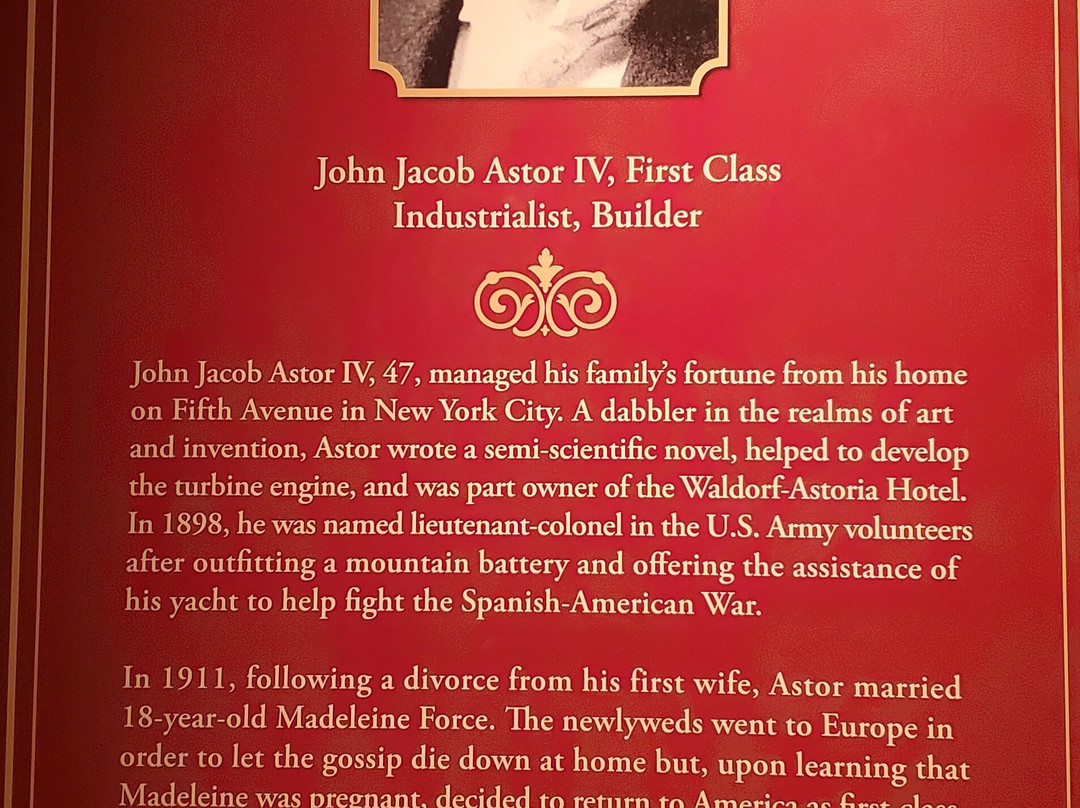 John Jacob Astor IV, First Class
Industrialist, Builder
John Jacob Astor IV, 47, managed his family's fortune from his home
on Fifth Avenue in New York City. A dabbler in the realms of art
and invention, Astor wrote a semi-scientific novel, helped to develop
the turbine engine, and was part owner of the Waldorf-Astoria Hotel.
In 1898, he was named lieutenant-colonel in the U.S. Army volunteers
after outfitting a mountain battery and offering the assistance of
his yacht to help fight the Spanish-American War.
In 1911, following a divorce from his first wife, Astor married
18-year-old Madeleine Force. The newlyweds went to Europe in
order to let the gossip die down at home but, upon learning that
Madeleine was pregnant, decided to return to America as first class